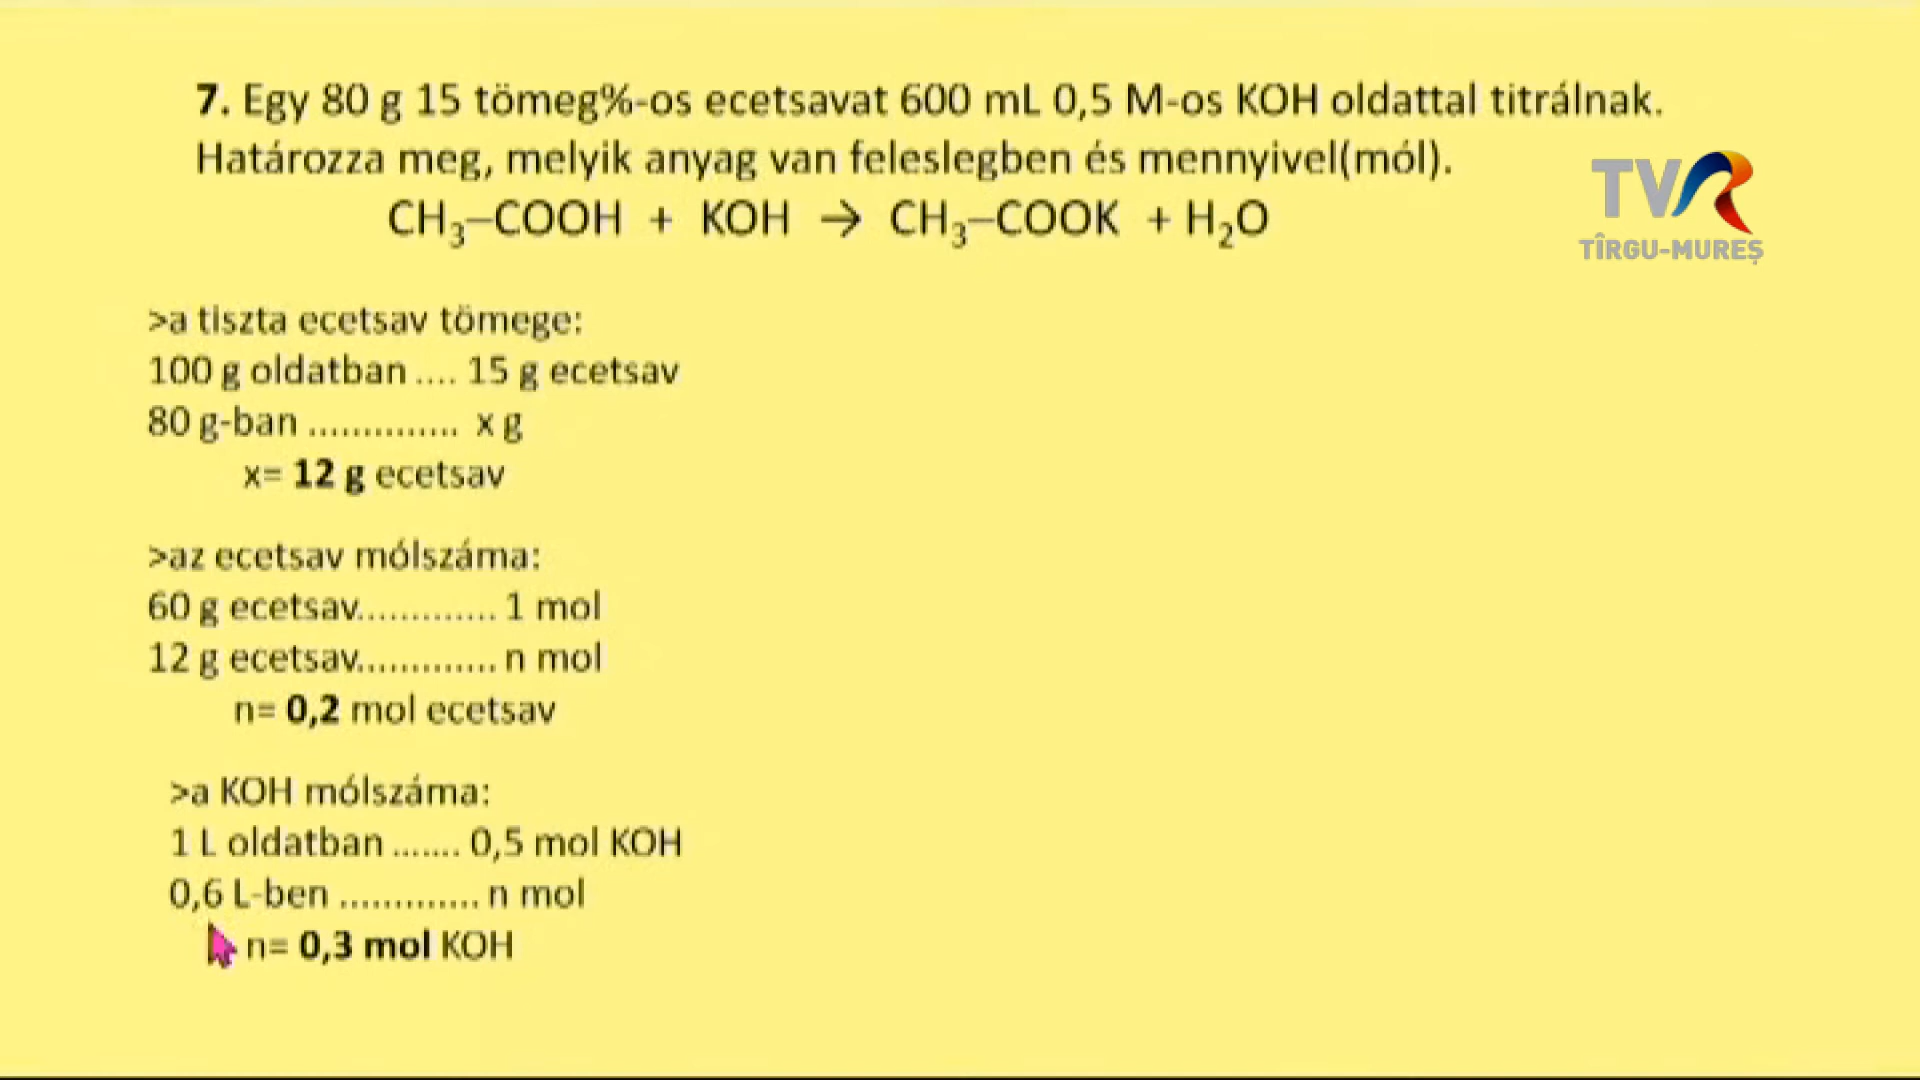 7. Egy 80 g 15 tömeg%-os ecetsavat 600 mL 0,5 M-os KOH oldattal titrálnak.
Határozza meg, melyik anyag van feleslegben és mennyivel(mól).
CH₃–COOH + KOH → CH₃–COOK + H₂O
TVR
TÎRGU-MUREȘ
>a tiszta ecetsav tömege:
100 g oldatban .... 15 g ecetsav
80 g-ban .............. x g
x= 12 g ecetsav
>az ecetsav mólszáma:
60 g ecetsav............. 1 mol
12 g ecetsav............. n mol
n= 0,2 mol ecetsav
>a KOH mólszáma:
1 L oldatban ....... 0,5 mol KOH
0,6 L-ben ............. n mol
n= 0,3 mol KOH